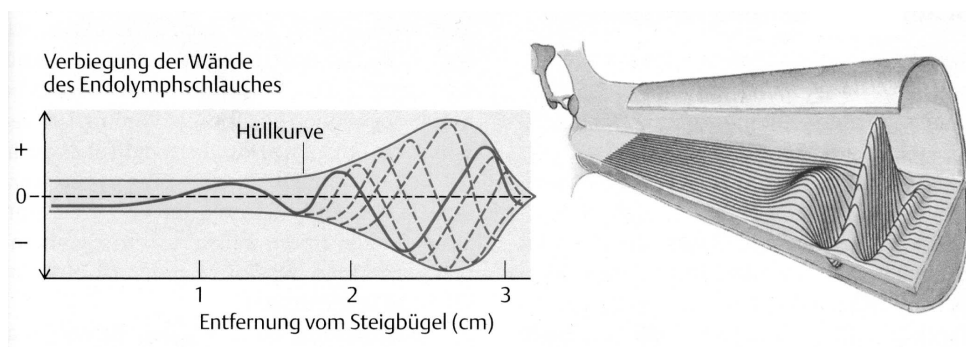 Verbiegung der Wände
des Endolymphschlauches
Hüllkurve
+
0
–
1 2 3
Entfernung vom Steigbügel (cm)